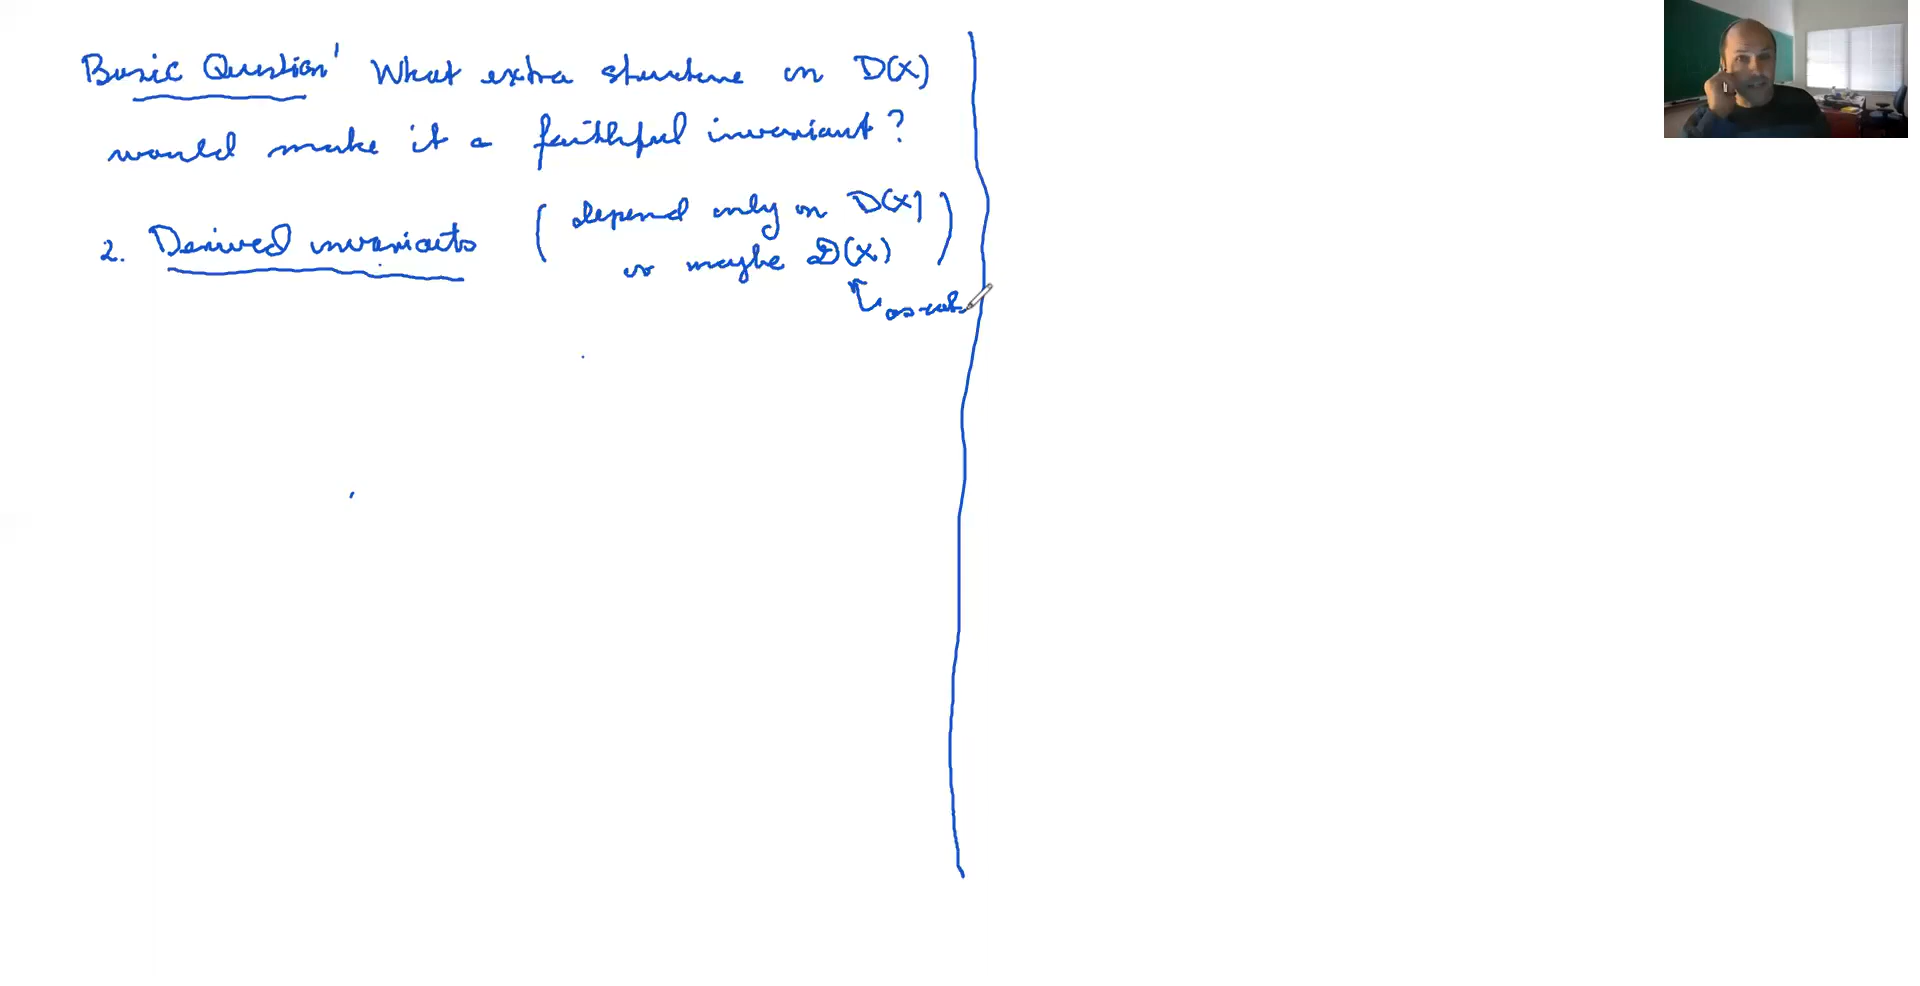 Basic Question' What extra structure on D(X)
would make it a faithful invariant?
2. Derived invariants ( depend only on D(X)
or maybe 𝒟(X) )
∞-cat.